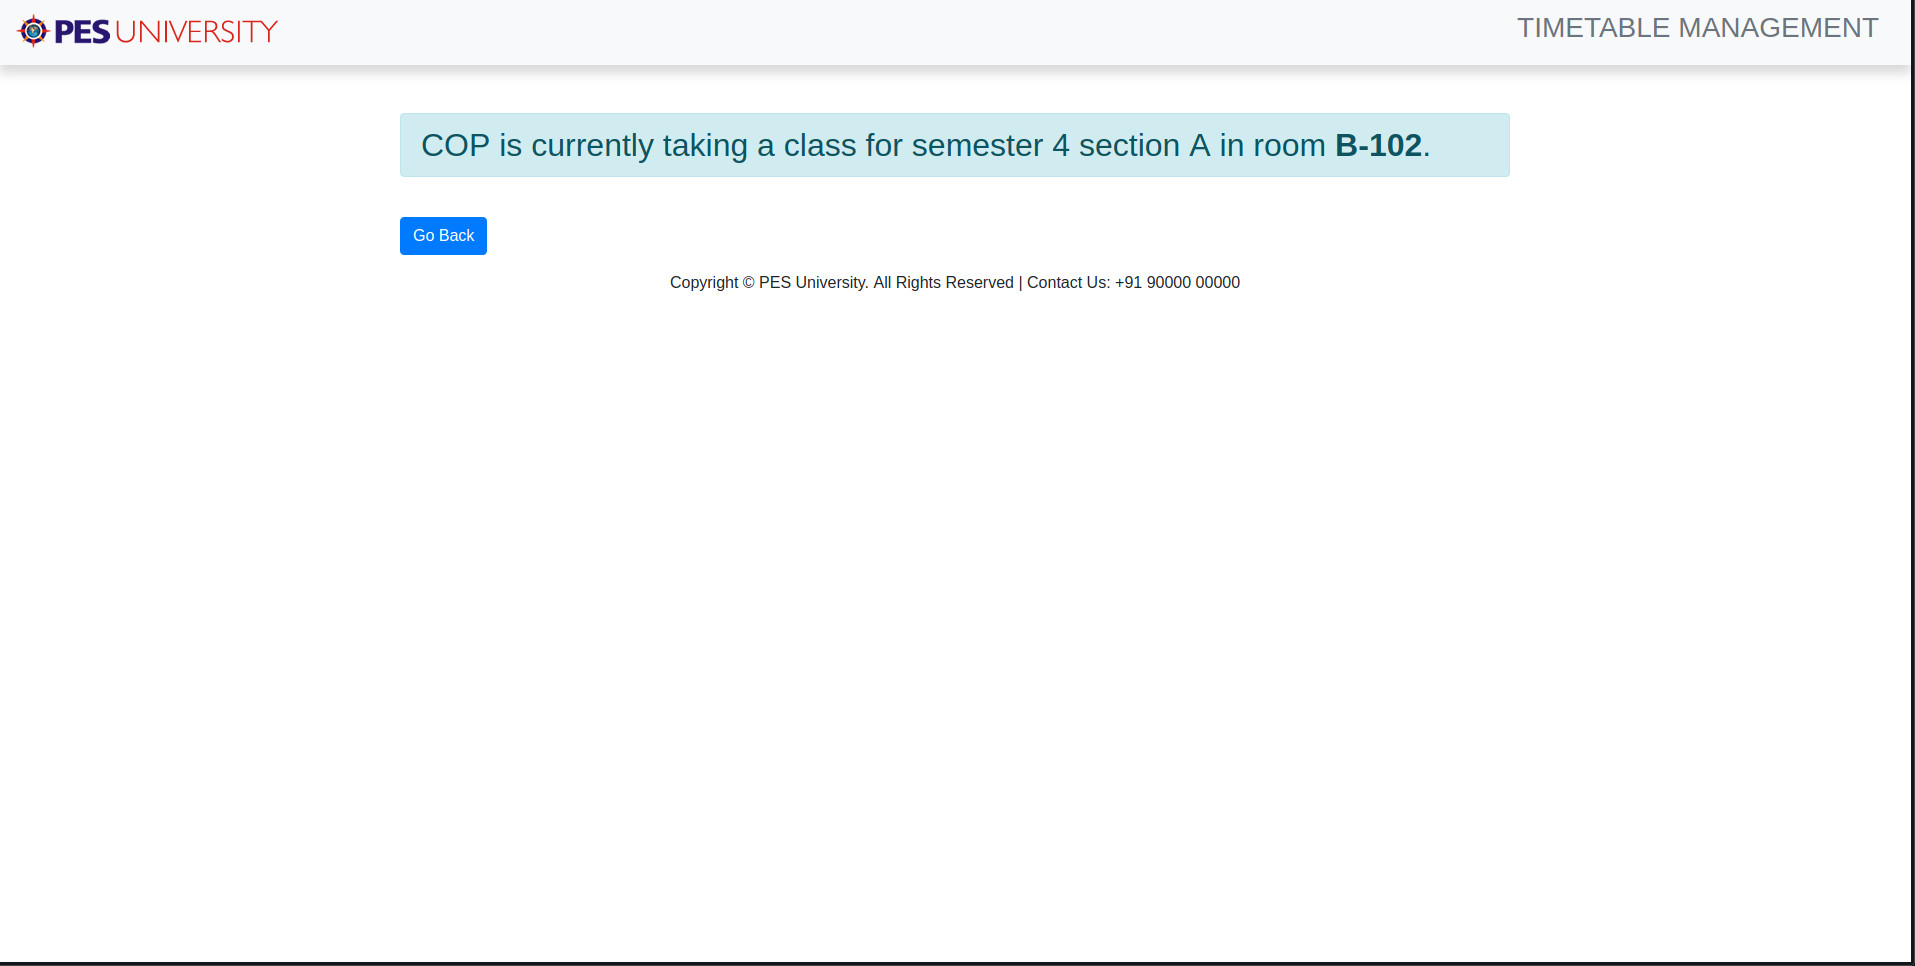 PES UNIVERSITY
TIMETABLE MANAGEMENT
COP is currently taking a class for semester 4 section A in room B-102.
Go Back
Copyright © PES University. All Rights Reserved | Contact Us: +91 90000 00000